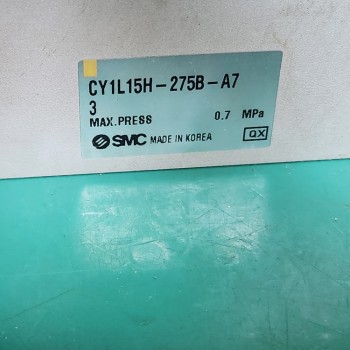 CY1L15H-275B-A7
3
MAX.PRESS 0.7 MPa
SMC MADE IN KOREA QX